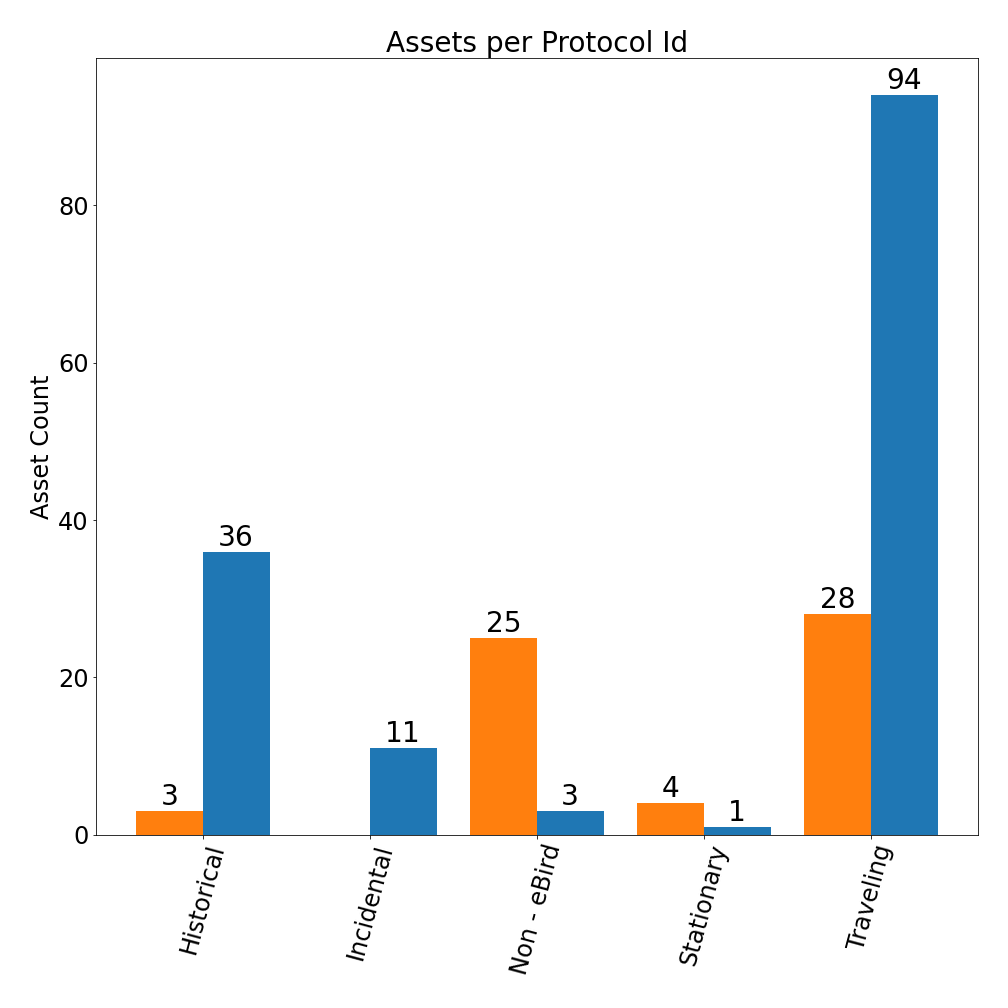 Assets per Protocol Id
Asset Count
80
60
40
20
0
3
36
11
25
3
4
1
28
94
Historical
Incidental
Non - eBird
Stationary
Traveling